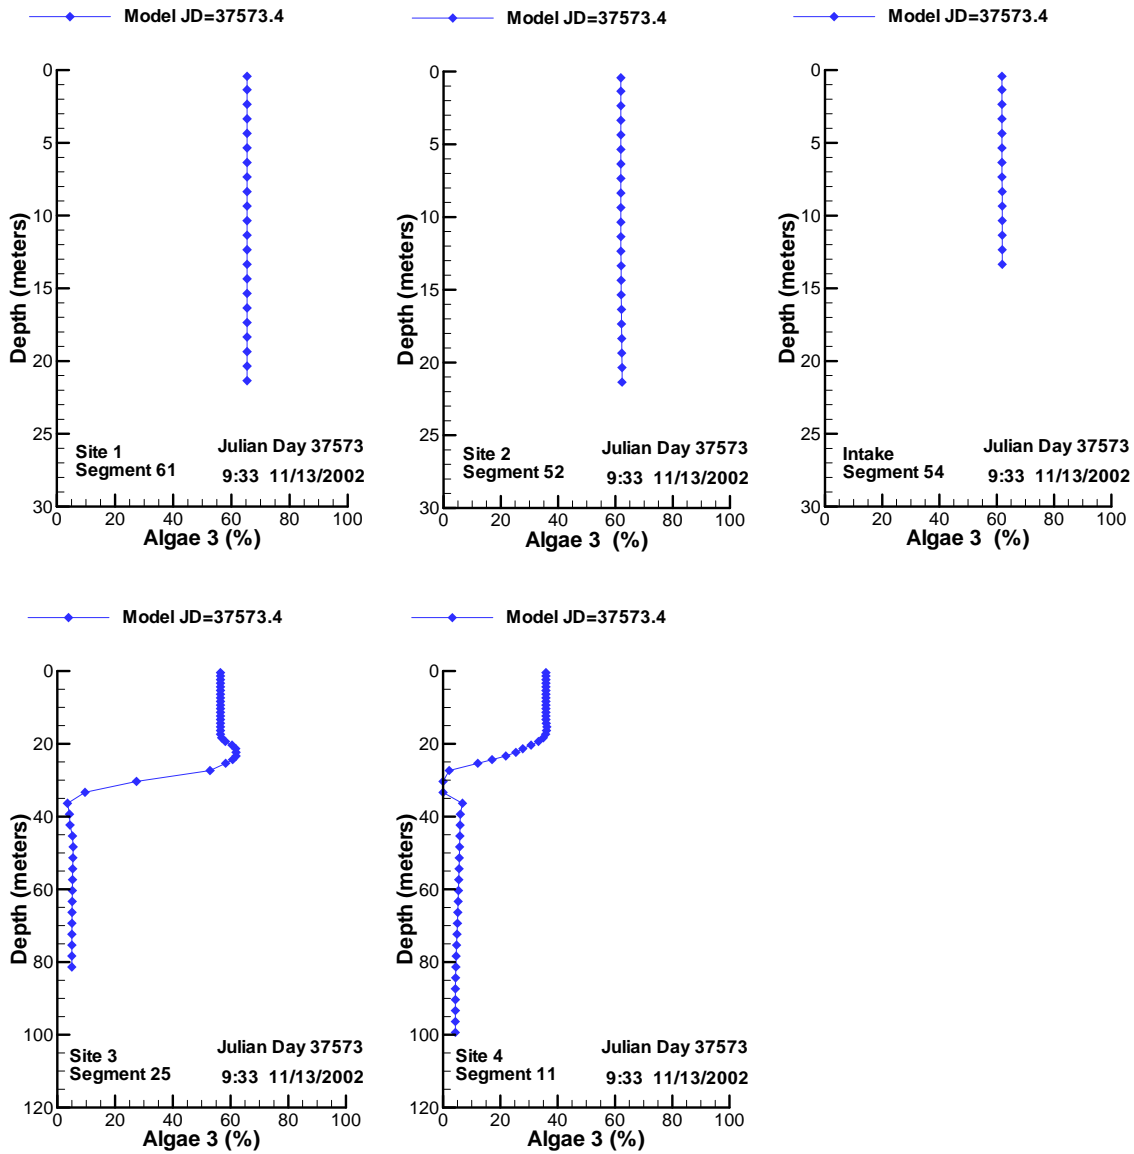 Model JD=37573.4
0
5
10
15
20
25
30
Depth (meters)
Site 1
Segment 61
Julian Day 37573
9:33 11/13/2002
0 20 40 60 80 100
Algae 3 (%)
Model JD=37573.4
0
5
10
15
20
25
30
Depth (meters)
Site 2
Segment 52
Julian Day 37573
9:33 11/13/2002
0 20 40 60 80 100
Algae 3 (%)
Model JD=37573.4
0
5
10
15
20
25
30
Depth (meters)
Intake
Segment 54
Julian Day 37573
9:33 11/13/2002
0 20 40 60 80 100
Algae 3 (%)
Model JD=37573.4
0
20
40
60
80
100
120
Depth (meters)
Site 3
Segment 25
Julian Day 37573
9:33 11/13/2002
0 20 40 60 80 100
Algae 3 (%)
Model JD=37573.4
0
20
40
60
80
100
120
Depth (meters)
Site 4
Segment 11
Julian Day 37573
9:33 11/13/2002
0 20 40 60 80 100
Algae 3 (%)